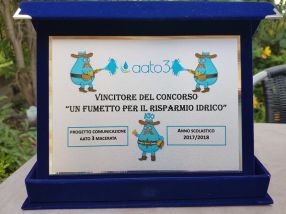 aato3
VINCITORE DEL CONCORSO
"UN FUMETTO PER IL RISPARMIO IDRICO"
PROGETTO COMUNICAZIONE
AATO 3 MACERATA
ANNO SCOLASTICO
2017/2018